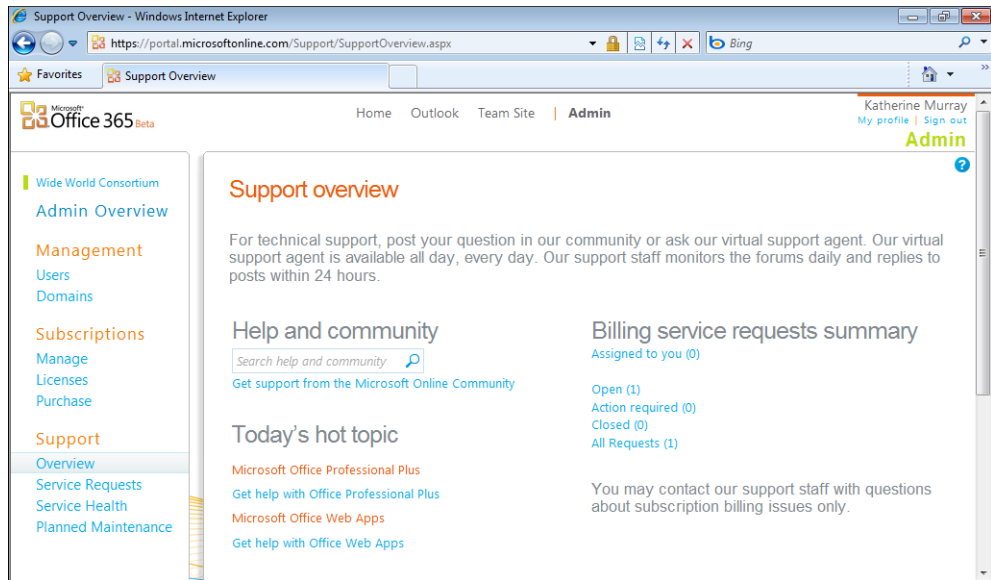 Support Overview - Windows Internet Explorer
https://portal.microsoftonline.com/Support/SupportOverview.aspx
Bing
Favorites
Support Overview
Microsoft
Office 365 Beta
Home Outlook Team Site | Admin
Katherine Murray
My profile | Sign out
Admin
Wide World Consortium
Admin Overview
Management
Users
Domains
Subscriptions
Manage
Licenses
Purchase
Support
Overview
Service Requests
Service Health
Planned Maintenance
Support overview
For technical support, post your question in our community or ask our virtual support agent. Our virtual
support agent is available all day, every day. Our support staff monitors the forums daily and replies to
posts within 24 hours.
Help and community
Search help and community
Get support from the Microsoft Online Community
Today's hot topic
Microsoft Office Professional Plus
Get help with Office Professional Plus
Microsoft Office Web Apps
Get help with Office Web Apps
Billing service requests summary
Assigned to you (0)
Open (1)
Action required (0)
Closed (0)
All Requests (1)
You may contact our support staff with questions
about subscription billing issues only.